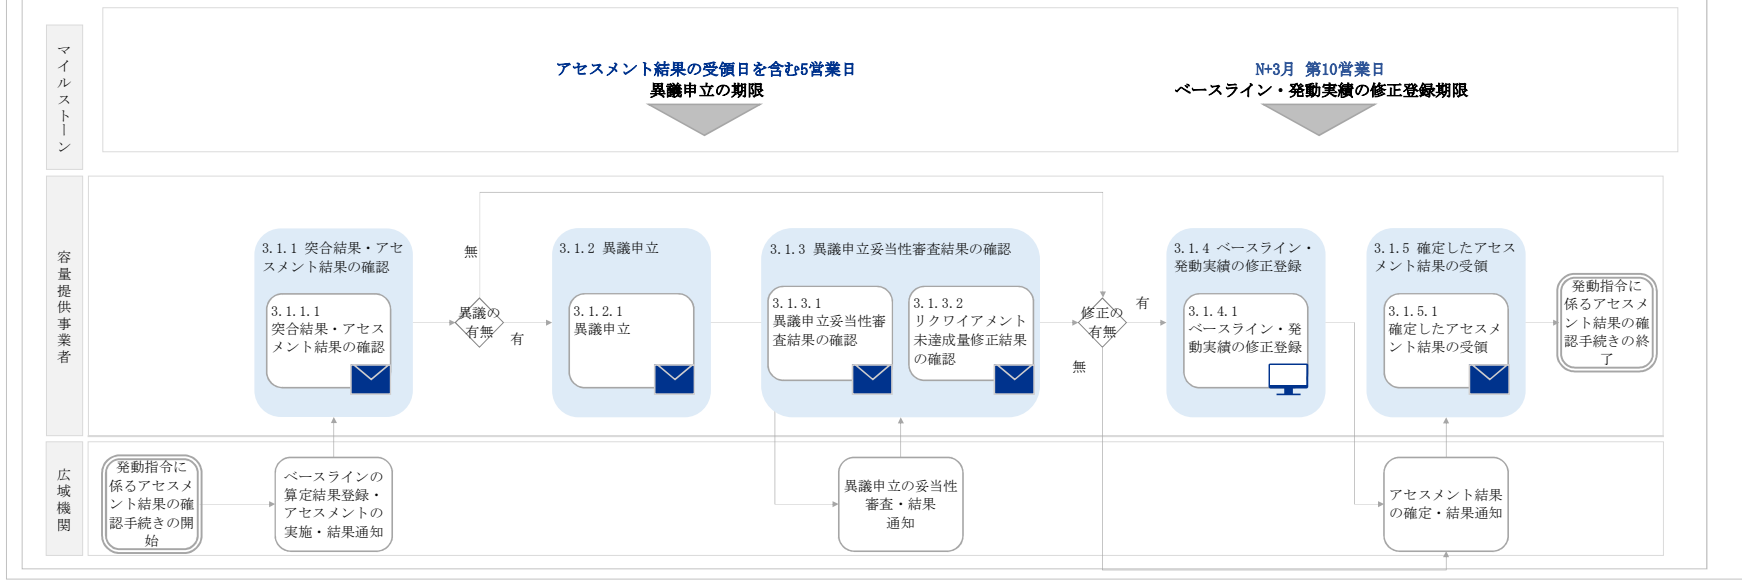 マイルストーン
アセスメント結果の受領日を含む5営業日
異議申立の期限
N+3月 第10営業日
ベースライン・発動実績の修正登録期限
容量提供事業者
3.1.1 突合結果・アセ
スメント結果の確認
3.1.1.1
突合結果・アセス
メント結果の確認
無
異議の
有無
有
3.1.2 異議申立
3.1.2.1
異議申立
3.1.3 異議申立妥当性審査結果の確認
3.1.3.1
異議申立妥当性審
査結果の確認
3.1.3.2
リクワイアメント
未達成量修正結果
の確認
修正の
有無
有
無
3.1.4 ベースライン・
発動実績の修正登録
3.1.4.1
ベースライン・発
動実績の修正登録
3.1.5 確定したアセス
メント結果の受領
3.1.5.1
確定したアセスメ
ント結果の受領
発動指令に
係るアセスメ
ント結果の確
認手続きの終
了
広域機関
発動指令に
係るアセスメ
ント結果の確
認手続きの開
始
ベースラインの
算定結果登録・
アセスメントの
実施・結果通知
異議申立の妥当性
審査・結果
通知
アセスメント結果
の確定・結果通知